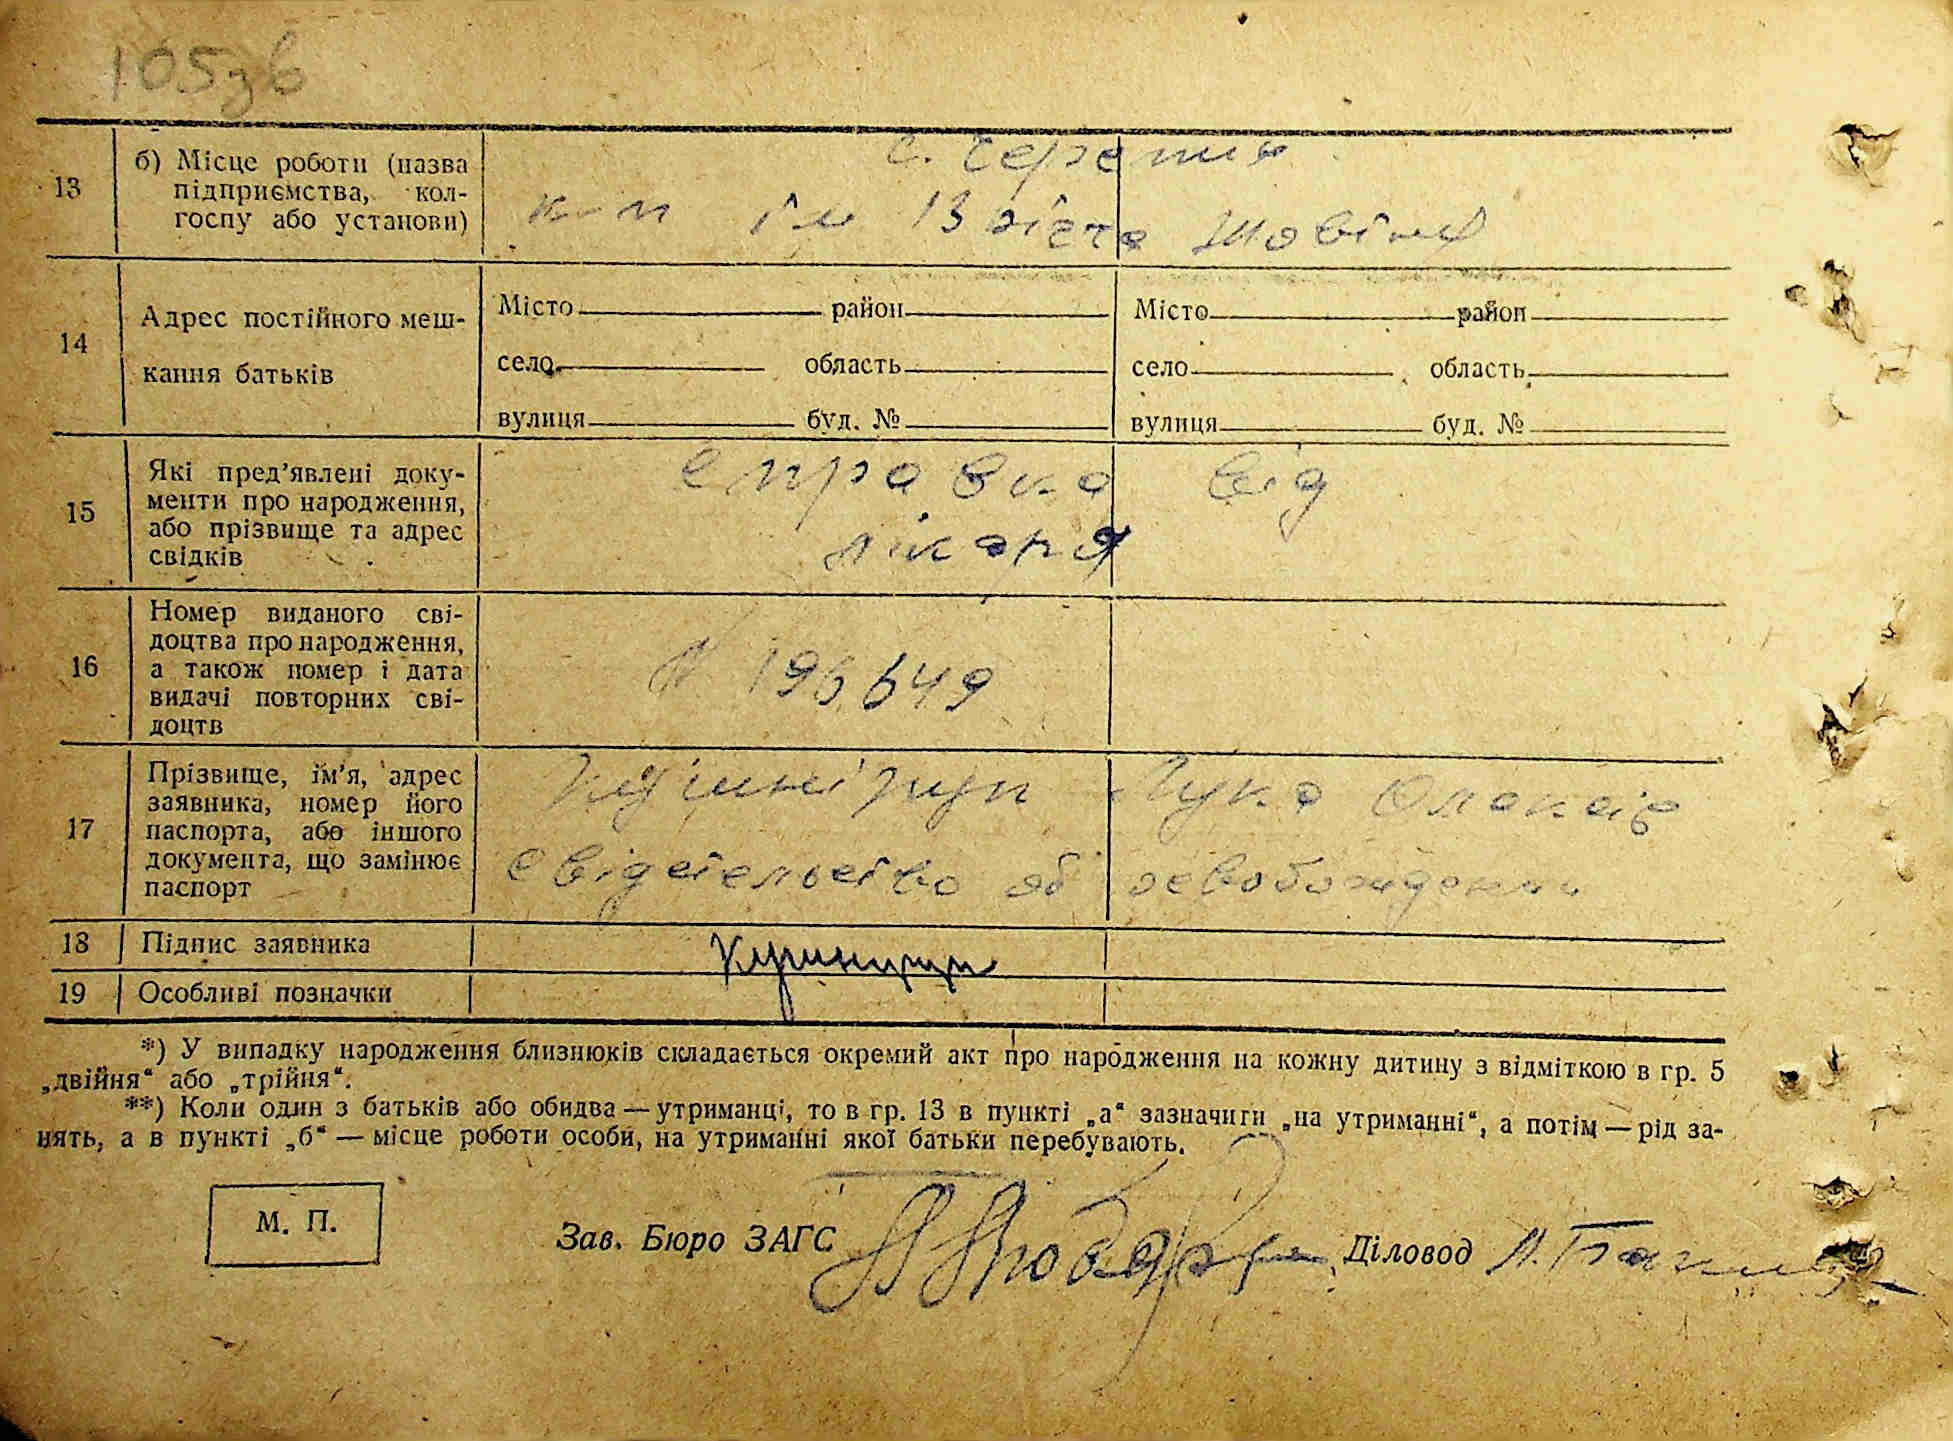 105зв
13 б) Місце роботи (назва
підприємства, кол-
госпу або установи)
с. Черепин
к-п ім 13 річчя Жовтня
14 Адрес постійного меш-
кання батьків
Місто район Місто район
село область село область
вулиця буд. № вулиця буд. №
15 Які пред'явлені доку-
менти про народження,
або прізвище та адрес
свідків
справка від
лікаря
16 Номер виданого сві-
доцтва про народження,
а також номер і дата
видачі повторних сві-
доцтв
N 196649
17 Прізвище, ім'я, адрес
заявника, номер його
паспорта, або іншого
документа, що замінює
паспорт
Лука Олексів
свідетельство об освобождении
18 Підпис заявника
19 Особливі позначки
*) У випадку народження близнюків складається окремий акт про народження на кожну дитину з відміткою в гр. 5
„двійня“ або „трійня“.
**) Коли один з батьків або обидва — утриманці, то в гр. 13 в пункті „а“ зазначити „на утриманні“, а потім — рід за-
нять, а в пункті „б“ — місце роботи особи, на утриманні якої батьки перебувають.
М. П.
Зав. Бюро ЗАГС Діловод